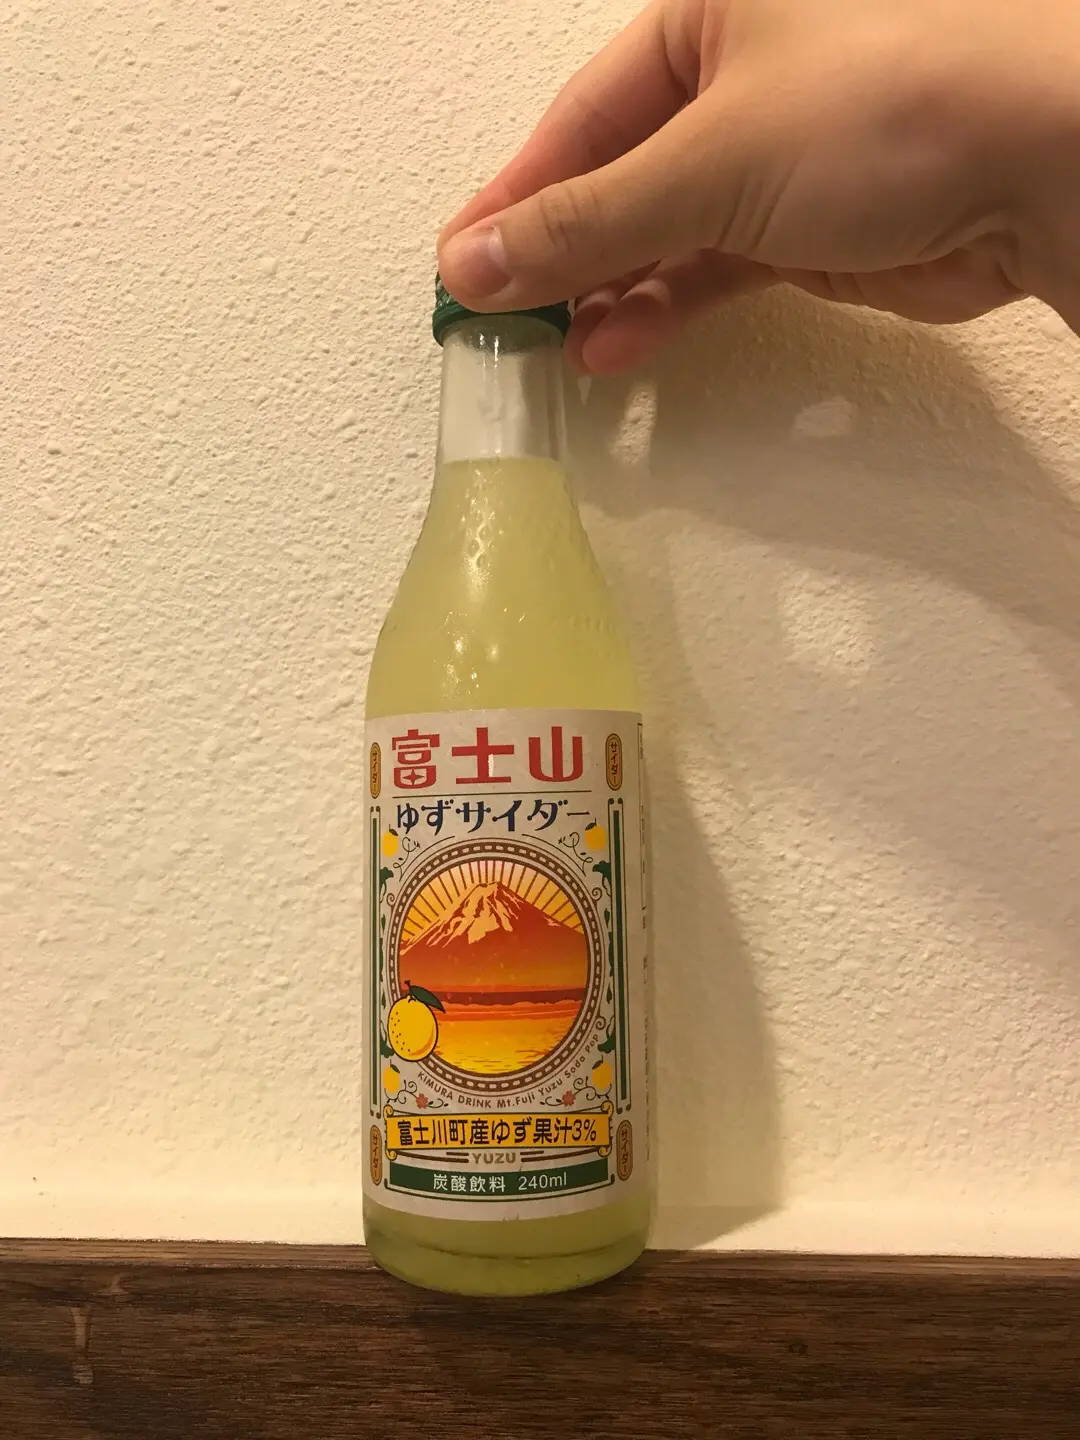 富士山
ゆずサイダー
サイダー
サイダー
KIMURA DRINK Mt.Fuji Yuzu Soda Pop
富士川町産ゆず果汁3%
YUZU
炭酸飲料 240ml
サイダー
サイダー